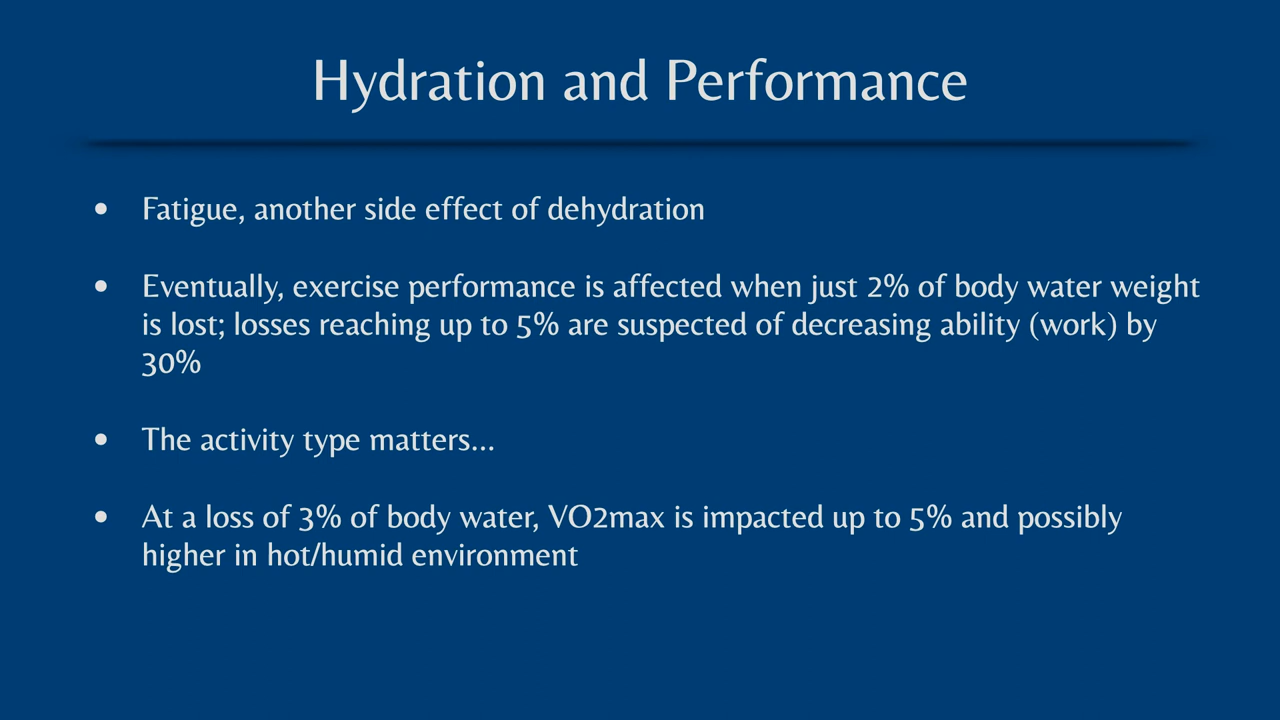 Hydration and Performance
• Fatigue, another side effect of dehydration
• Eventually, exercise performance is affected when just 2% of body water weight
is lost; losses reaching up to 5% are suspected of decreasing ability (work) by
30%
• The activity type matters...
• At a loss of 3% of body water, VO2max is impacted up to 5% and possibly
higher in hot/humid environment